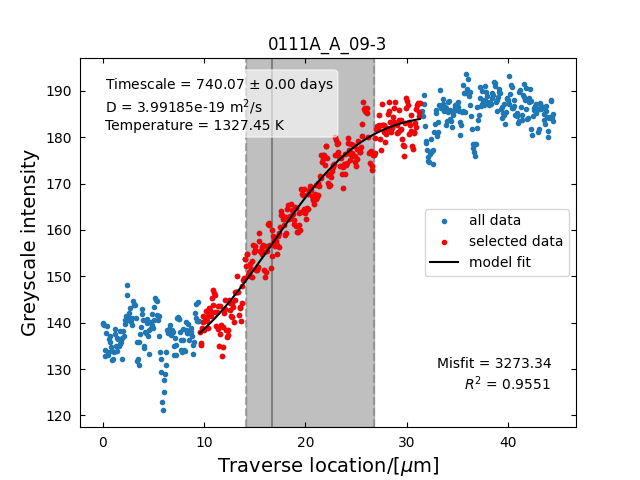 0111A_A_09-3
Timescale = 740.07 ± 0.00 days
D = 3.99185e-19 m²/s
Temperature = 1327.45 K
190
180
170
160
150
140
130
120
Greyscale intensity
all data
selected data
model fit
Misfit = 3273.34
R² = 0.9551
0 10 20 30 40
Traverse location/[μm]